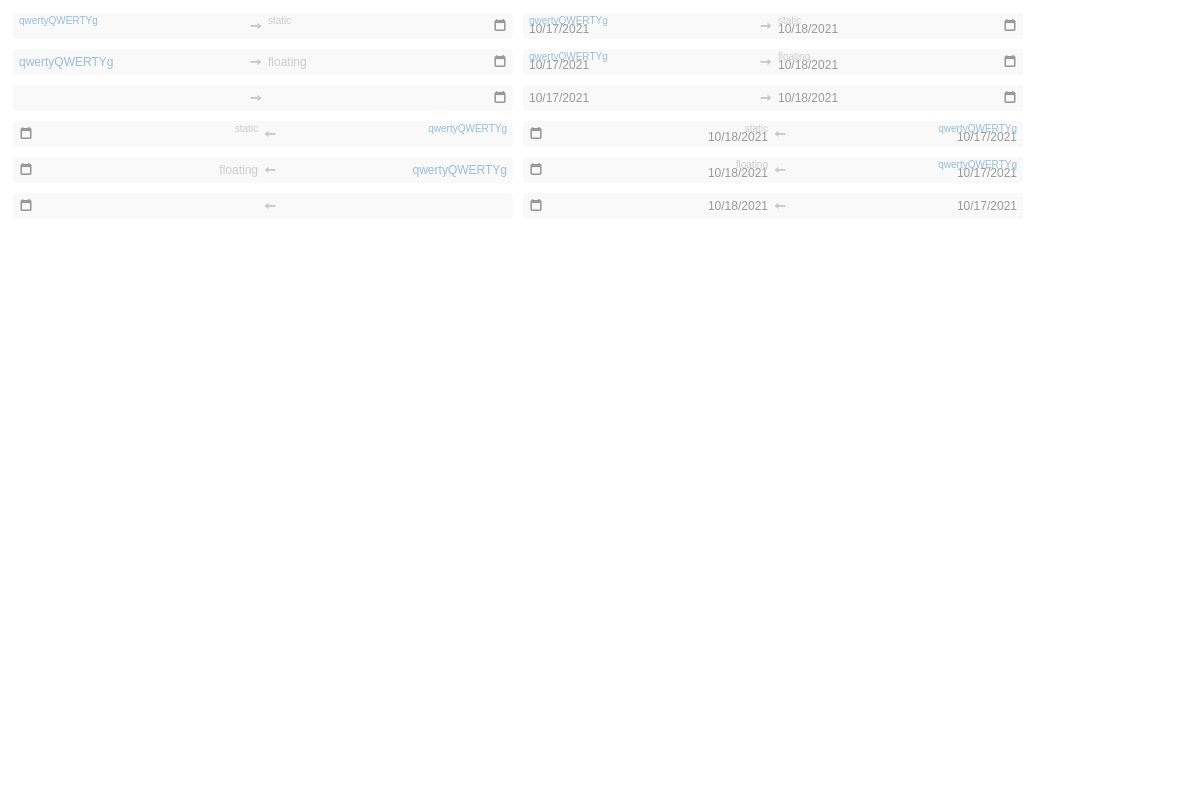 qwertyQWERTYg → static qwertyQWERTYg 10/17/2021 → static 10/18/2021
qwertyQWERTYg → floating qwertyQWERTYg 10/17/2021 → floating 10/18/2021
→ 10/17/2021 → 10/18/2021
static ← qwertyQWERTYg static 10/18/2021 ← qwertyQWERTYg 10/17/2021
floating ← qwertyQWERTYg floating 10/18/2021 ← qwertyQWERTYg 10/17/2021
← 10/18/2021 ← 10/17/2021